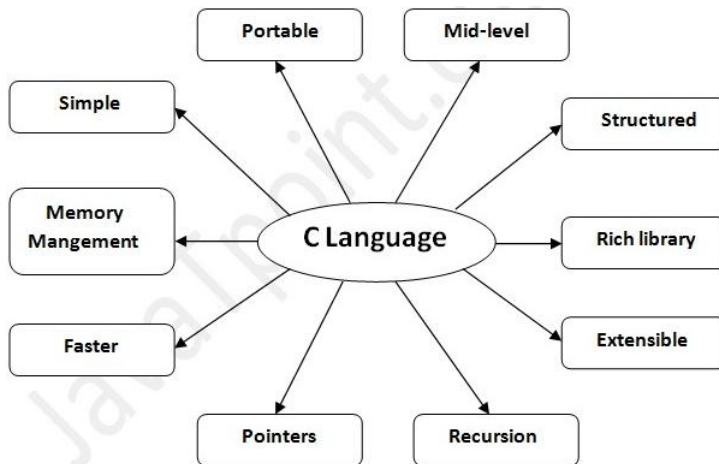 Portable
Mid-level
Simple
Structured
Memory
Mangement
C Language
Rich library
Faster
Extensible
Pointers
Recursion